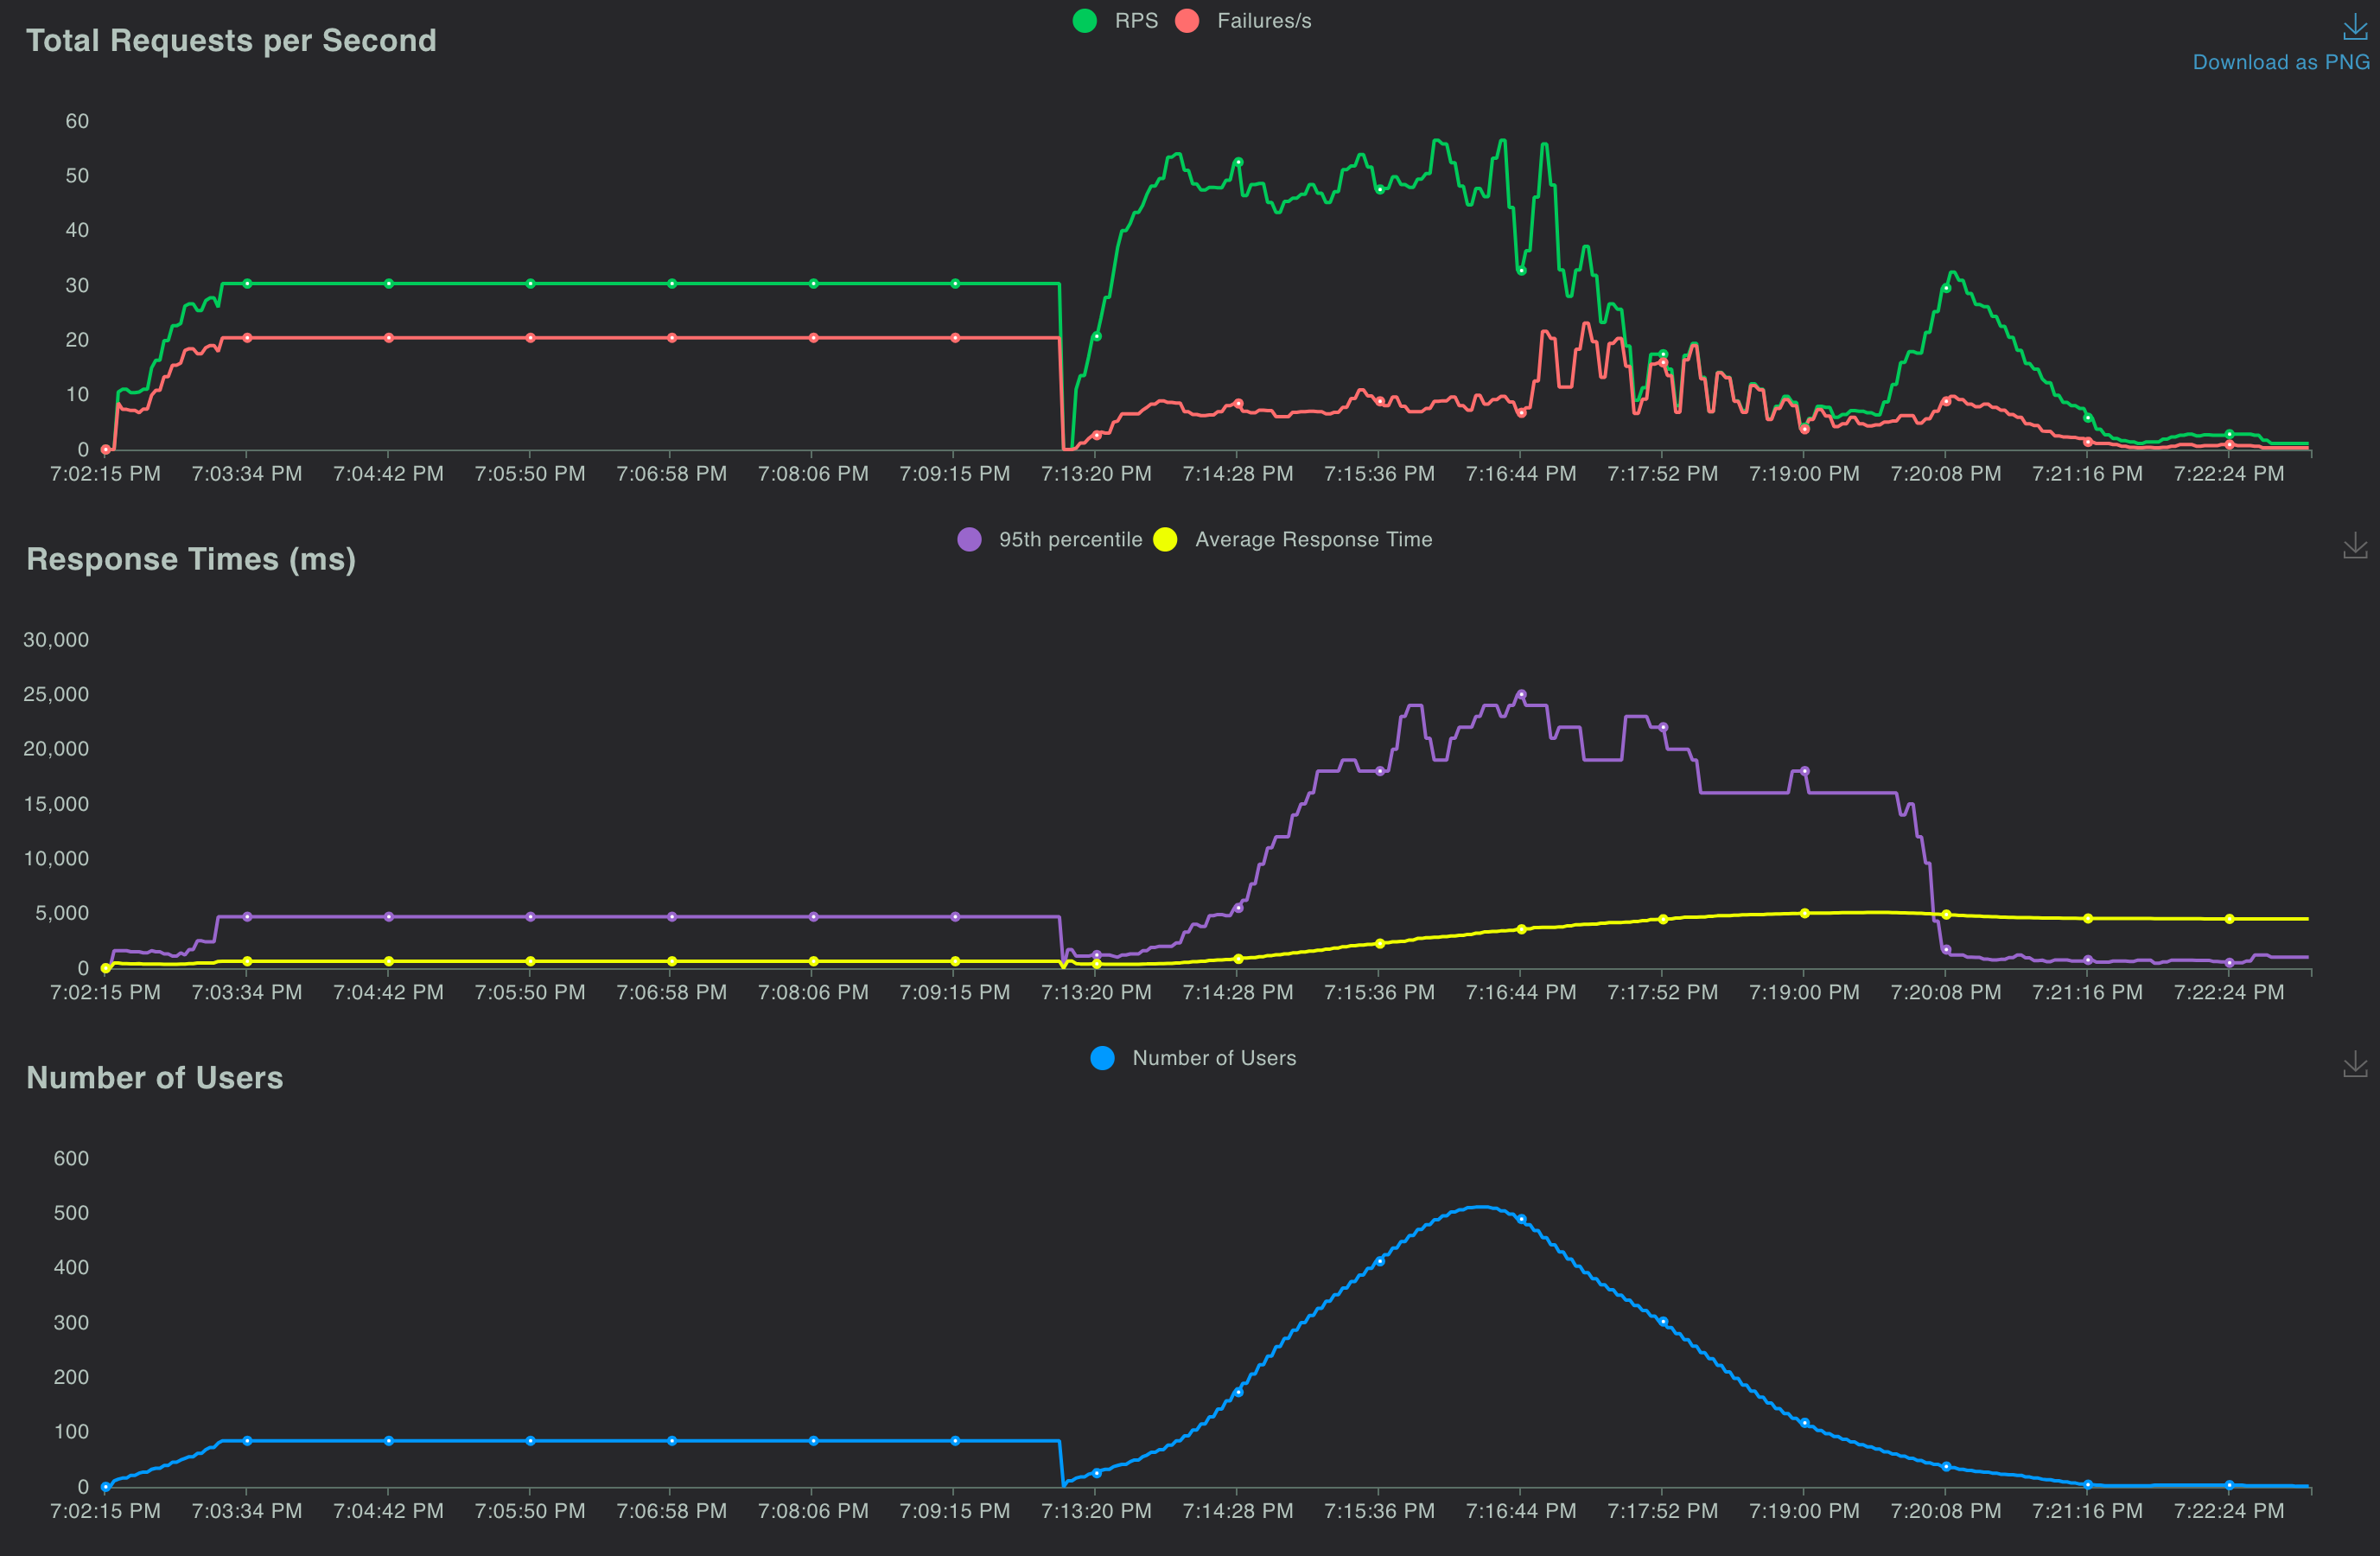 RPS Failures/s
Total Requests per Second
Download as PNG
60
50
40
30
20
10
0
7:02:15 PM 7:03:34 PM 7:04:42 PM 7:05:50 PM 7:06:58 PM 7:08:06 PM 7:09:15 PM 7:13:20 PM 7:14:28 PM 7:15:36 PM 7:16:44 PM 7:17:52 PM 7:19:00 PM 7:20:08 PM 7:21:16 PM 7:22:24 PM
95th percentile Average Response Time
Response Times (ms)
30,000
25,000
20,000
15,000
10,000
5,000
0
7:02:15 PM 7:03:34 PM 7:04:42 PM 7:05:50 PM 7:06:58 PM 7:08:06 PM 7:09:15 PM 7:13:20 PM 7:14:28 PM 7:15:36 PM 7:16:44 PM 7:17:52 PM 7:19:00 PM 7:20:08 PM 7:21:16 PM 7:22:24 PM
Number of Users
Number of Users
600
500
400
300
200
100
0
7:02:15 PM 7:03:34 PM 7:04:42 PM 7:05:50 PM 7:06:58 PM 7:08:06 PM 7:09:15 PM 7:13:20 PM 7:14:28 PM 7:15:36 PM 7:16:44 PM 7:17:52 PM 7:19:00 PM 7:20:08 PM 7:21:16 PM 7:22:24 PM